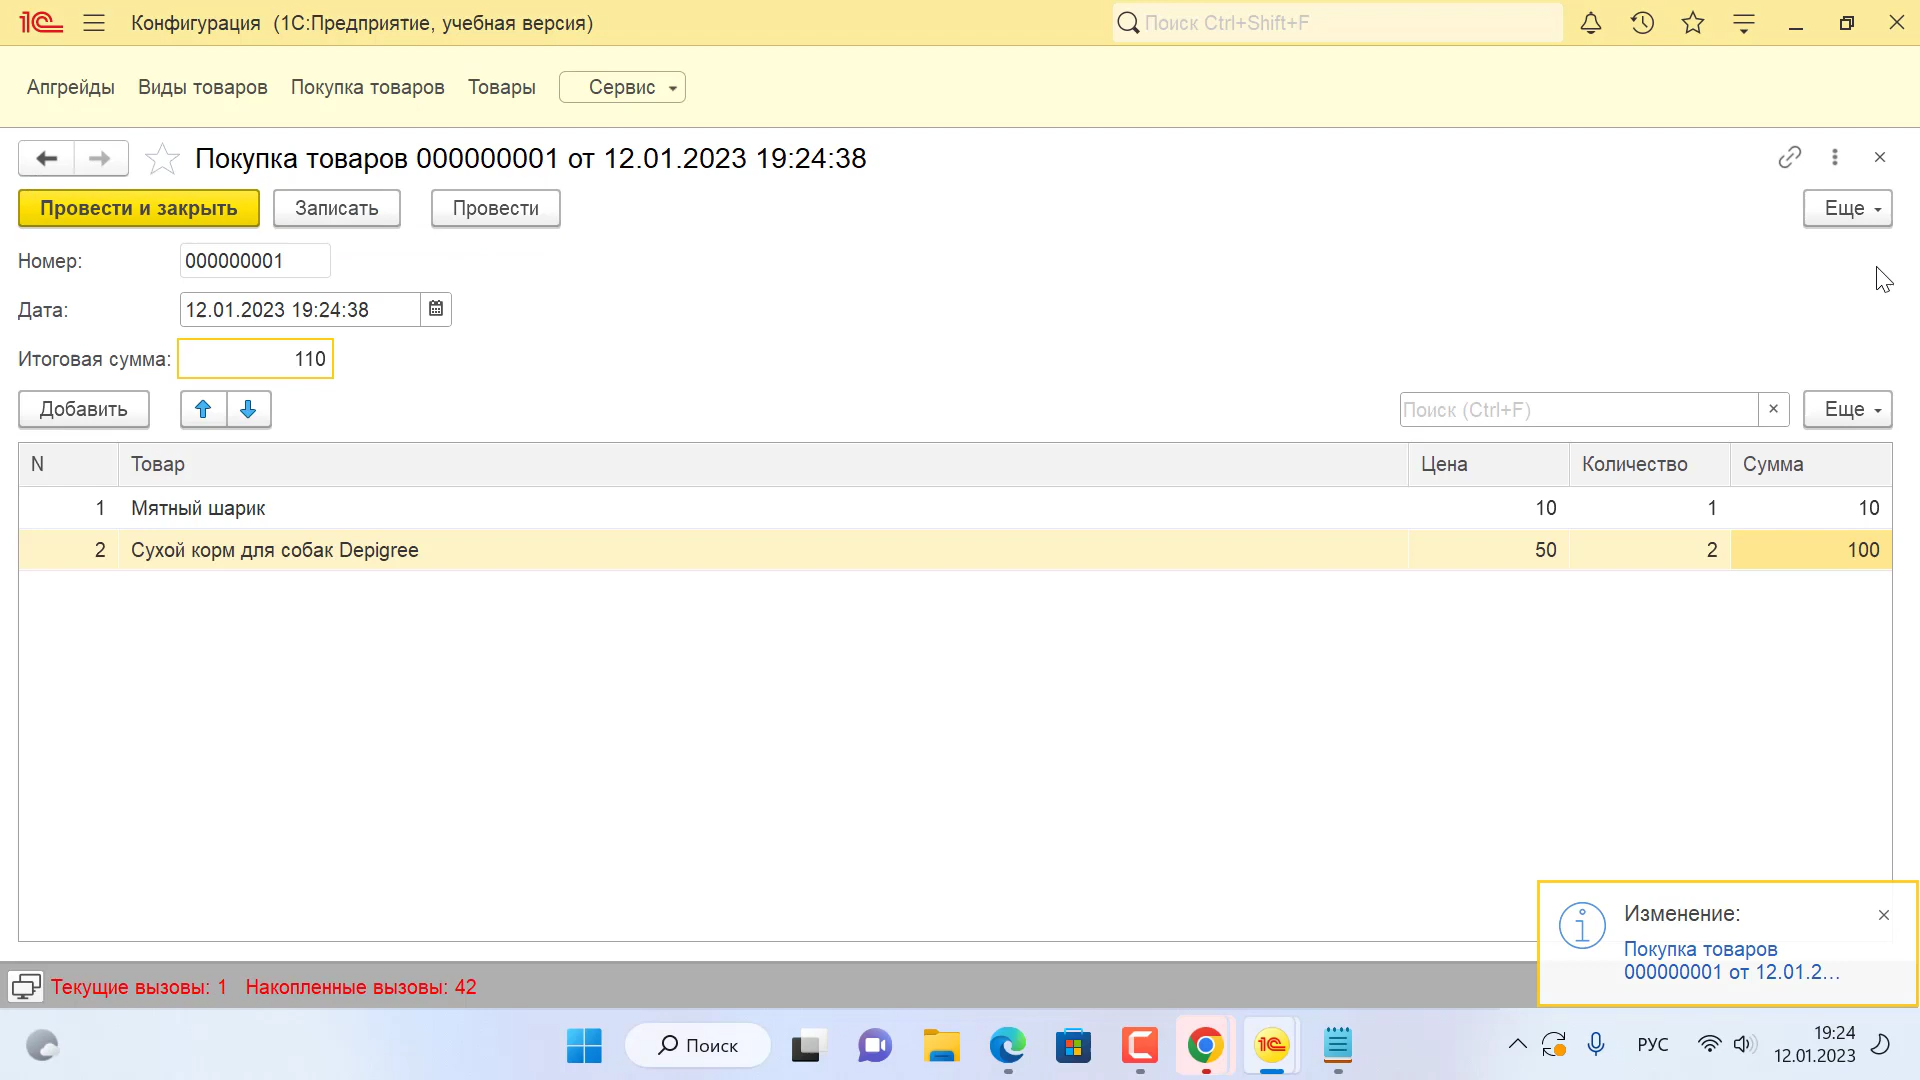 1С Конфигурация (1С:Предприятие, учебная версия) Поиск Ctrl+Shift+F
Апгрейды Виды товаров Покупка товаров Товары Сервис
Покупка товаров 000000001 от 12.01.2023 19:24:38
Провести и закрыть Записать Провести Еще
Номер: 000000001
Дата: 12.01.2023 19:24:38
Итоговая сумма: 110
Добавить Поиск (Ctrl+F) × Еще
N Товар Цена Количество Сумма
1 Мятный шарик 10 1 10
2 Сухой корм для собак Depigree 50 2 100
Изменение:
Покупка товаров
000000001 от 12.01.2...
Текущие вызовы: 1 Накопленные вызовы: 42
Поиск 1С РУС 19:24
12.01.2023